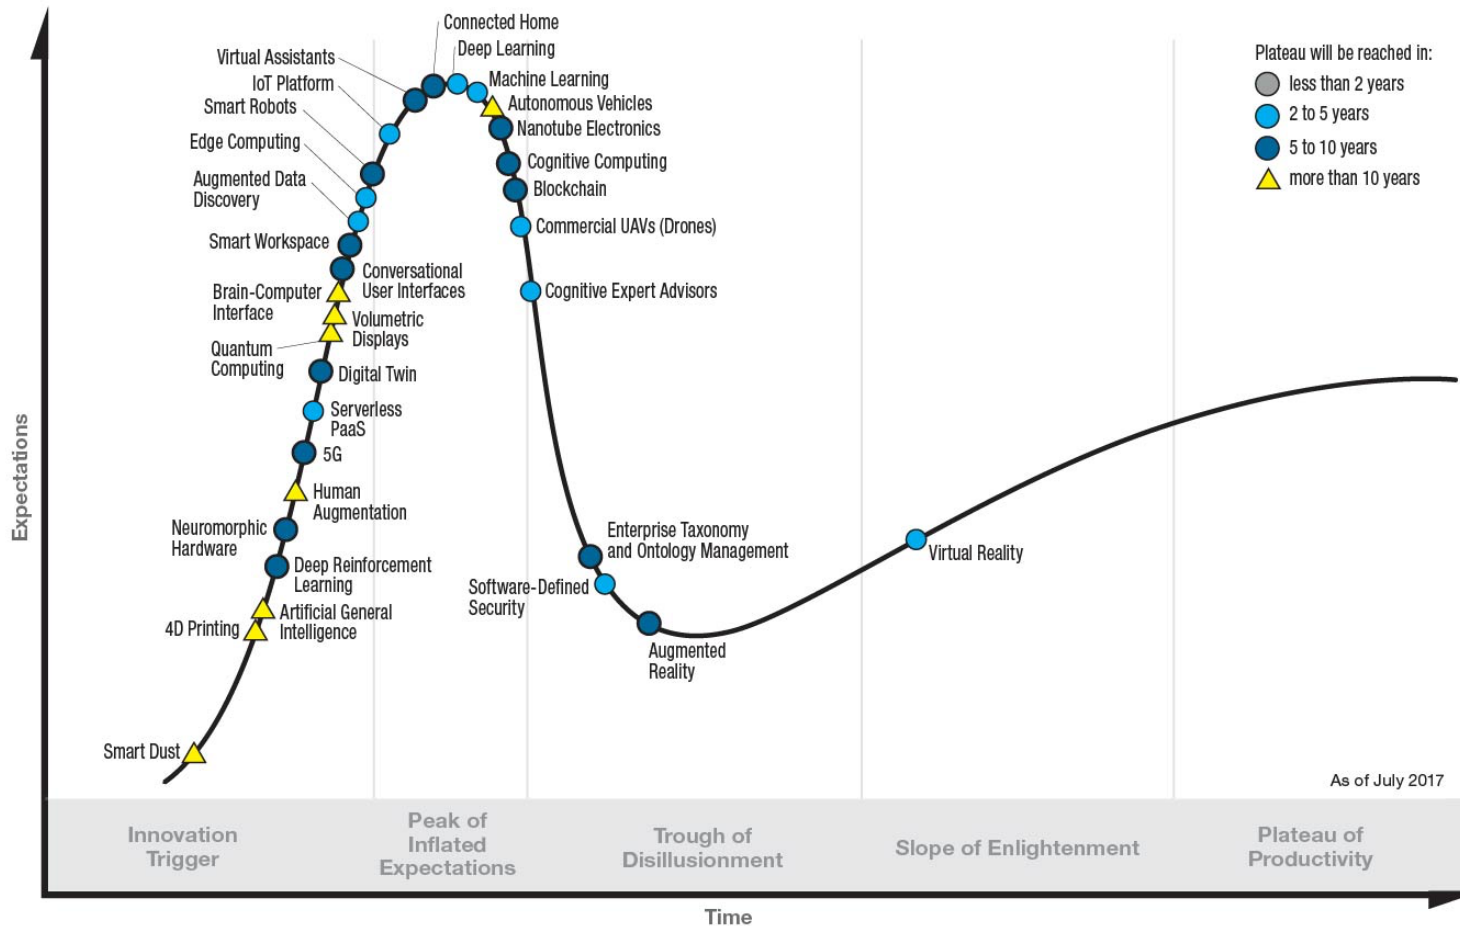 Connected Home
Deep Learning
Virtual Assistants
IoT Platform
Smart Robots
Edge Computing
Augmented Data
Discovery
Smart Workspace
Brain-Computer
Interface
Quantum
Computing
Machine Learning
Autonomous Vehicles
Nanotube Electronics
Cognitive Computing
Blockchain
Commercial UAVs (Drones)
Cognitive Expert Advisors
Conversational
User Interfaces
Volumetric
Displays
Digital Twin
Serverless
PaaS
5G
Human
Augmentation
Neuromorphic
Hardware
Deep Reinforcement
Learning
Artificial General
Intelligence
4D Printing
Smart Dust
Enterprise Taxonomy
and Ontology Management
Software-Defined
Security
Augmented
Reality
Virtual Reality
Plateau will be reached in:
less than 2 years
2 to 5 years
5 to 10 years
more than 10 years
As of July 2017
Expectations
Innovation
Trigger
Peak of
Inflated
Expectations
Trough of
Disillusionment
Slope of Enlightenment
Plateau of
Productivity
Time